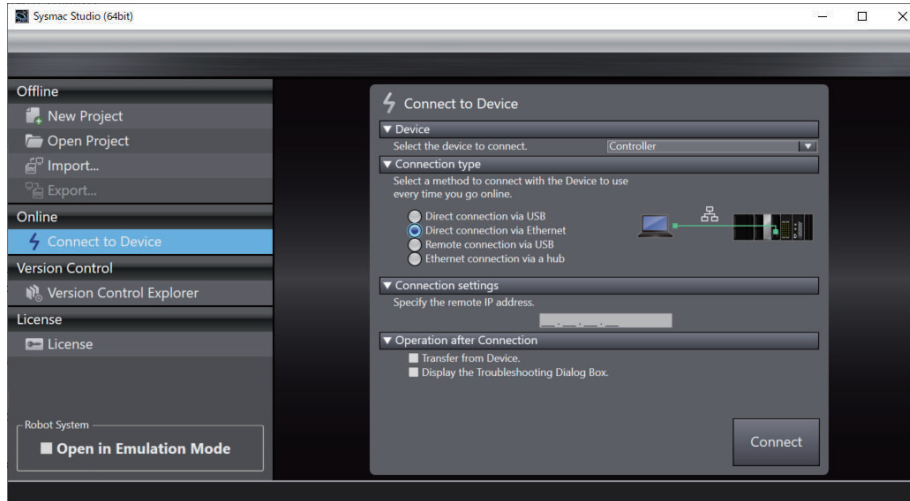 Sysmac Studio (64bit)
Offline
New Project
Open Project
Import...
Export...
Online
Connect to Device
Version Control
Version Control Explorer
License
License
Robot System
Open in Emulation Mode
Connect to Device
Device
Select the device to connect. Controller
Connection type
Select a method to connect with the Device to use
every time you go online.
Direct connection via USB
Direct connection via Ethernet
Remote connection via USB
Ethernet connection via a hub
Connection settings
Specify the remote IP address.
__.__.__.__
Operation after Connection
Transfer from Device.
Display the Troubleshooting Dialog Box.
Connect